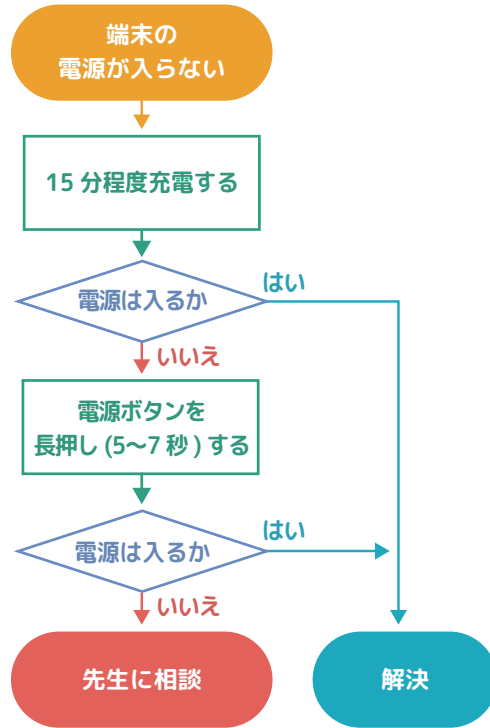 端末の
電源が入らない
15 分程度充電する
電源は入るか
はい
いいえ
電源ボタンを
長押し (5〜7 秒 ) する
電源は入るか
はい
いいえ
先生に相談
解決